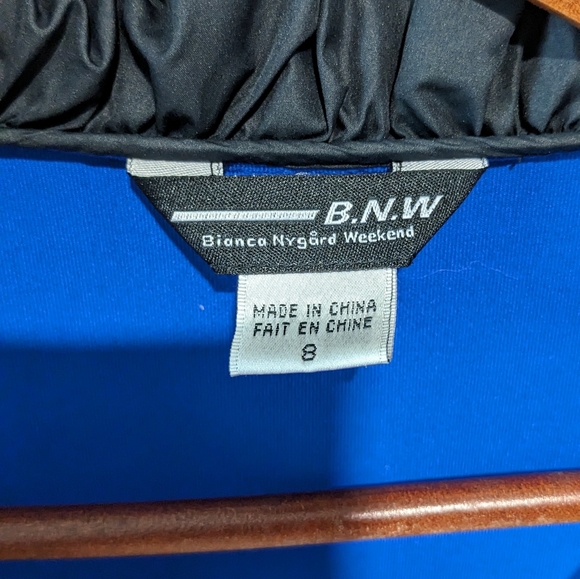 B.N.W
Bianca Nygård Weekend
MADE IN CHINA
FAIT EN CHINE
8